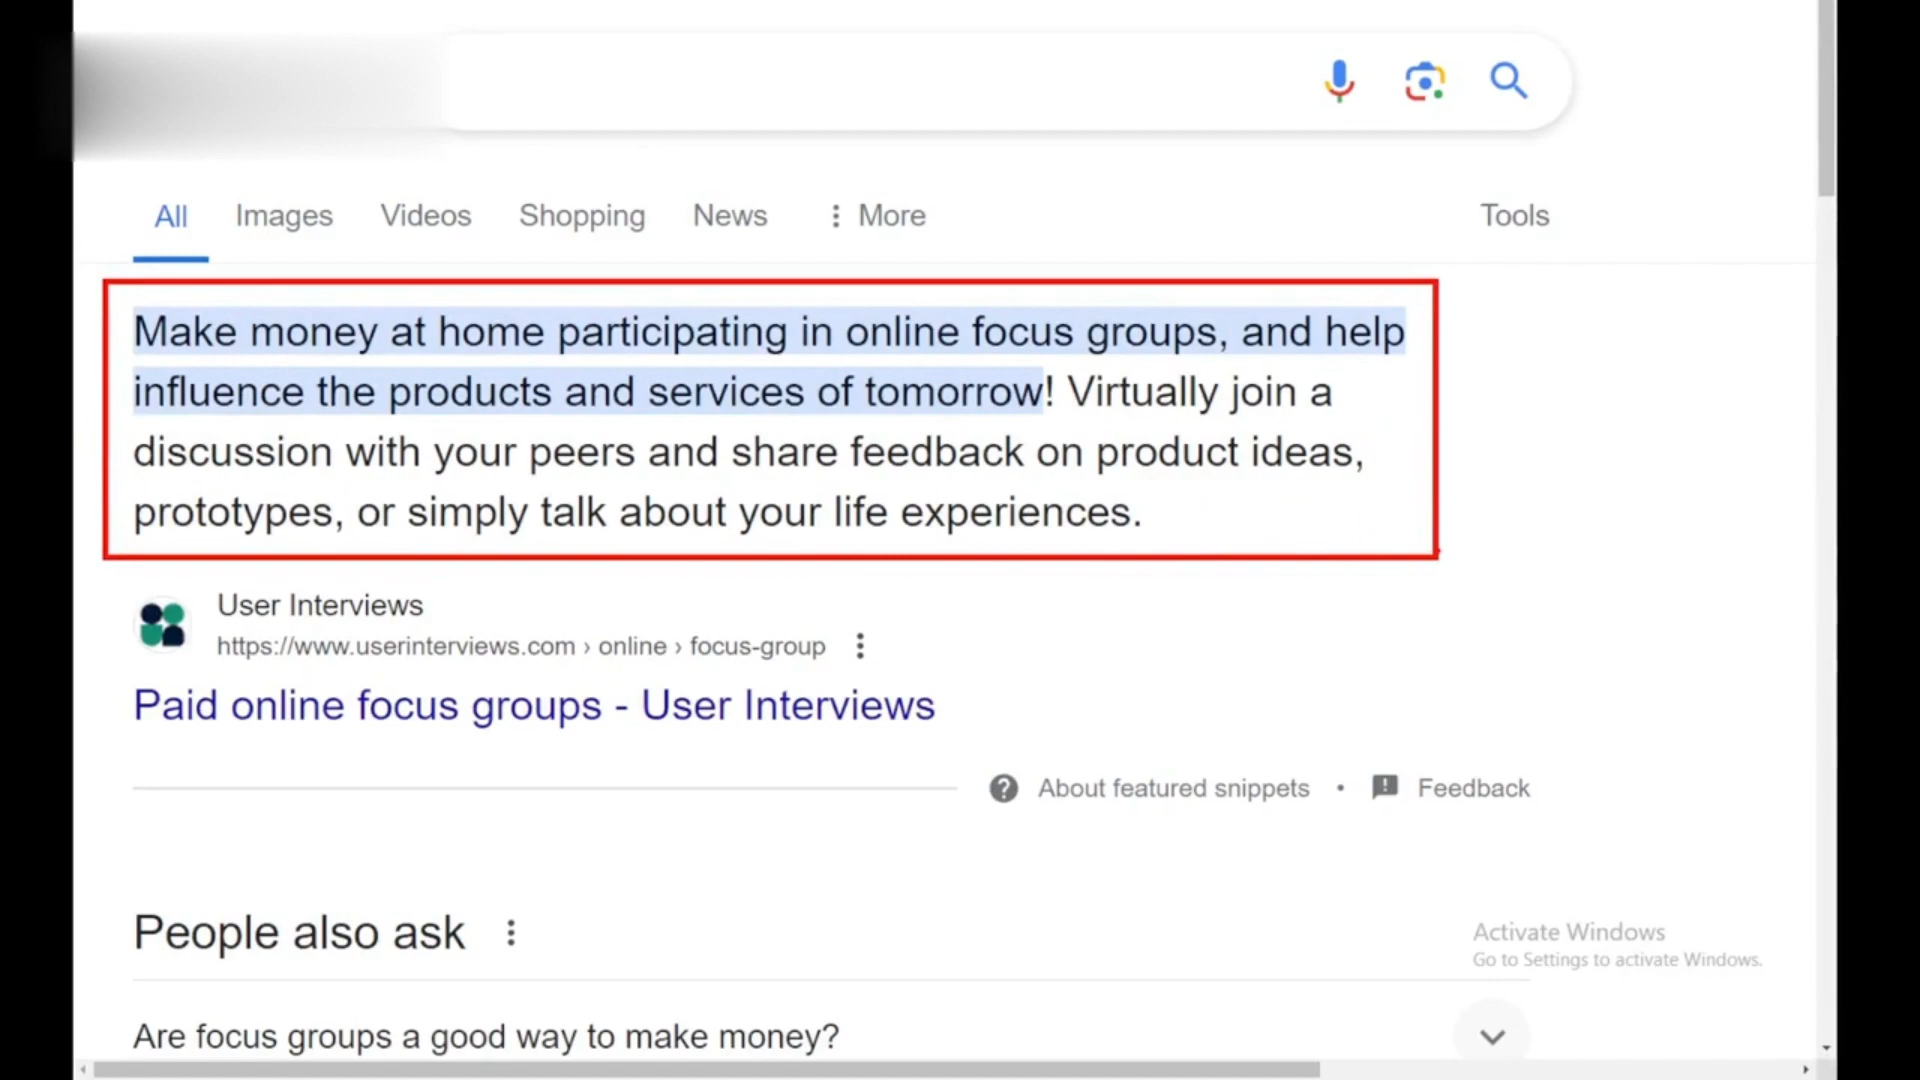 All Images Videos Shopping News More Tools
Make money at home participating in online focus groups, and help
influence the products and services of tomorrow! Virtually join a
discussion with your peers and share feedback on product ideas,
prototypes, or simply talk about your life experiences.
User Interviews
https://www.userinterviews.com › online › focus-group
Paid online focus groups - User Interviews
About featured snippets • Feedback
People also ask
Activate Windows
Go to Settings to activate Windows.
Are focus groups a good way to make money?